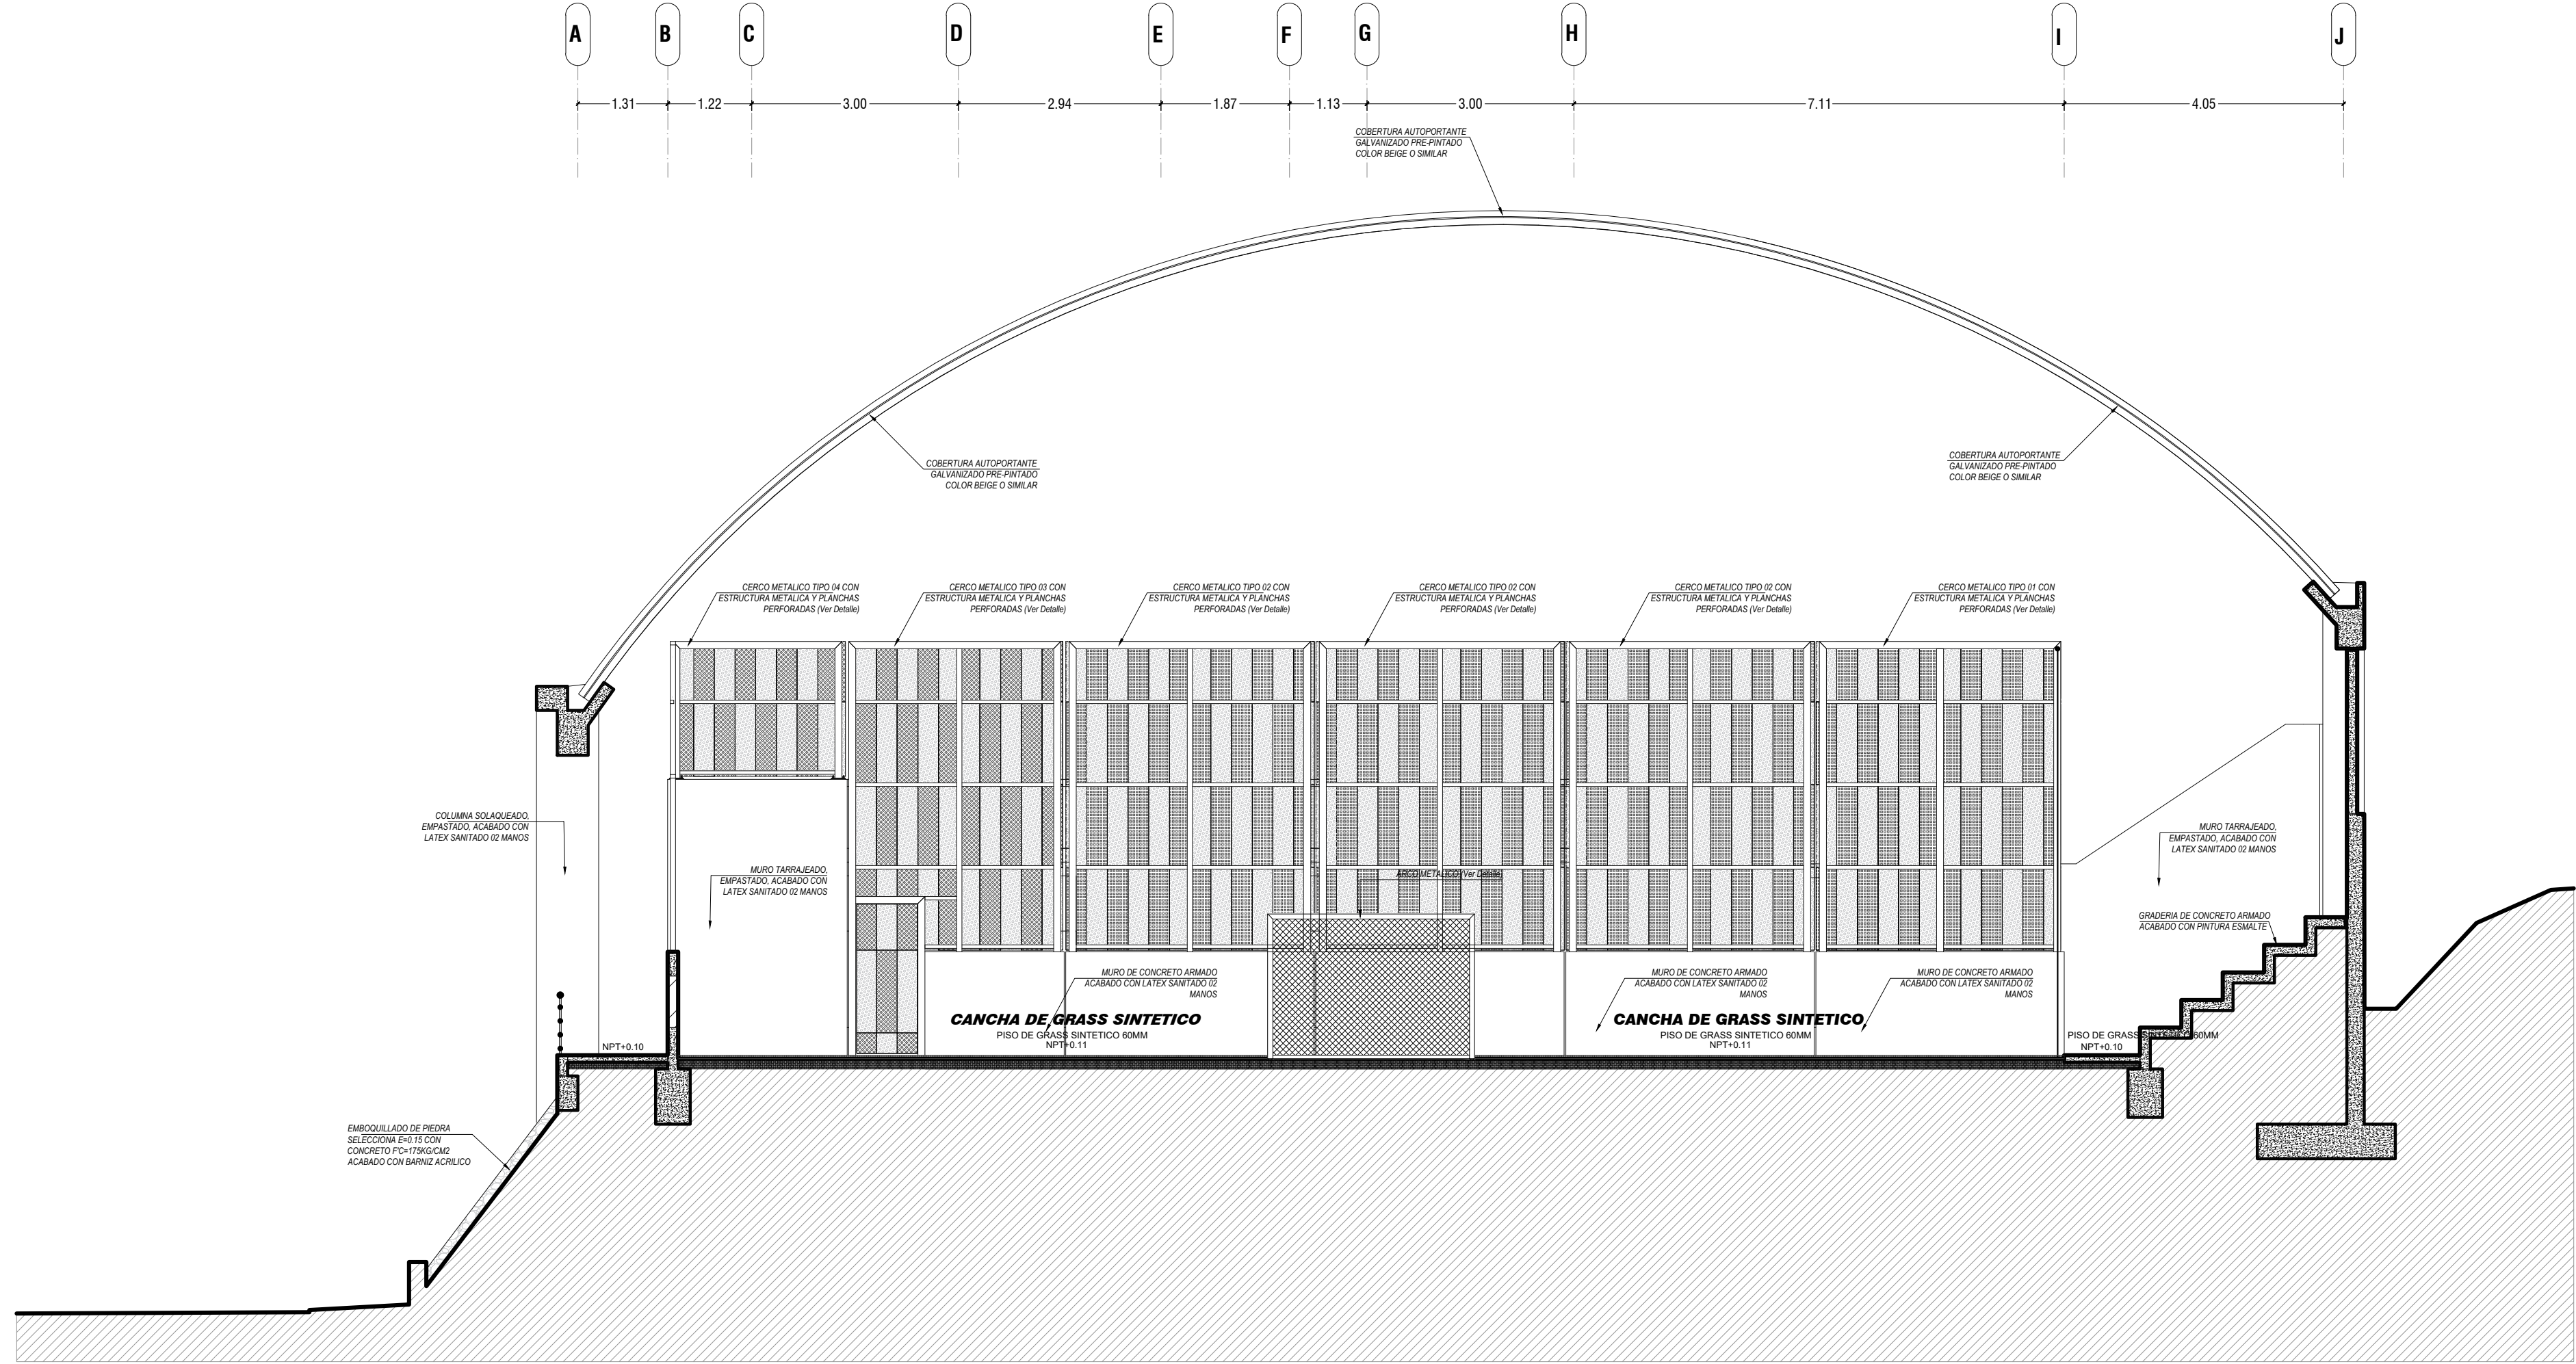 A
B
C
D
E
F
G
H
I
J
1.31
1.22
3.00
2.94
1.87
1.13
3.00
7.11
4.05
COBERTURA AUTOPORTANTE
GALVANIZADO PRE-PINTADO
COLOR BEIGE O SIMILAR
COBERTURA AUTOPORTANTE
GALVANIZADO PRE-PINTADO
COLOR BEIGE O SIMILAR
COBERTURA AUTOPORTANTE
GALVANIZADO PRE-PINTADO
COLOR BEIGE O SIMILAR
CERCO METALICO TIPO 04 CON
ESTRUCTURA METALICA Y PLANCHAS
PERFORADAS (Ver Detalle)
CERCO METALICO TIPO 03 CON
ESTRUCTURA METALICA Y PLANCHAS
PERFORADAS (Ver Detalle)
CERCO METALICO TIPO 02 CON
ESTRUCTURA METALICA Y PLANCHAS
PERFORADAS (Ver Detalle)
CERCO METALICO TIPO 02 CON
ESTRUCTURA METALICA Y PLANCHAS
PERFORADAS (Ver Detalle)
CERCO METALICO TIPO 02 CON
ESTRUCTURA METALICA Y PLANCHAS
PERFORADAS (Ver Detalle)
CERCO METALICO TIPO 01 CON
ESTRUCTURA METALICA Y PLANCHAS
PERFORADAS (Ver Detalle)
COLUMNA SOLAQUEADO,
EMPASTADO, ACABADO CON
LATEX SANITADO 02 MANOS
MURO TARRAJEADO,
EMPASTADO, ACABADO CON
LATEX SANITADO 02 MANOS
ARCO METALICO (Ver Detalle)
MURO TARRAJEADO,
EMPASTADO, ACABADO CON
LATEX SANITADO 02 MANOS
GRADERIA DE CONCRETO ARMADO
ACABADO CON PINTURA ESMALTE
MURO DE CONCRETO ARMADO
ACABADO CON LATEX SANITADO 02
MANOS
MURO DE CONCRETO ARMADO
ACABADO CON LATEX SANITADO 02
MANOS
MURO DE CONCRETO ARMADO
ACABADO CON LATEX SANITADO 02
MANOS
CANCHA DE GRASS SINTETICO
PISO DE GRASS SINTETICO 60MM
NPT+0.11
CANCHA DE GRASS SINTETICO
PISO DE GRASS SINTETICO 60MM
NPT+0.11
PISO DE GRASS SINTETICO 60MM
NPT+0.10
NPT+0.10
EMBOQUILLADO DE PIEDRA
SELECCIONA E=0.15 CON
CONCRETO F'C=175KG/CM2
ACABADO CON BARNIZ ACRILICO